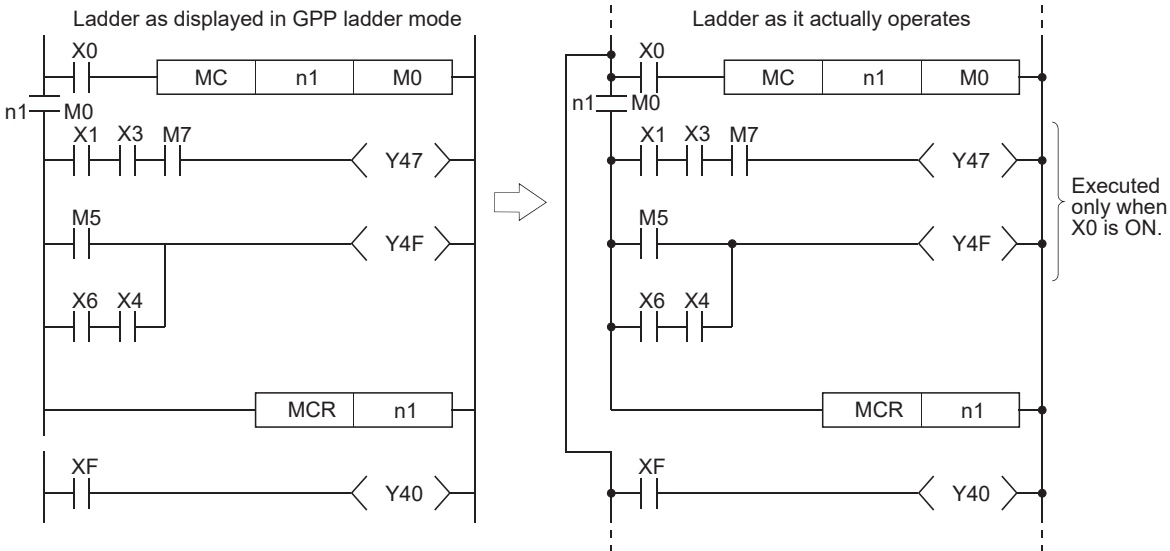 Ladder as displayed in GPP ladder mode
X0
MC n1 M0
n1 M0
X1 X3 M7
Y47
M5
Y4F
X6 X4
MCR n1
XF
Y40
Ladder as it actually operates
X0
MC n1 M0
n1 M0
X1 X3 M7
Y47
M5
Y4F
X6 X4
MCR n1
XF
Y40
Executed
only when
X0 is ON.